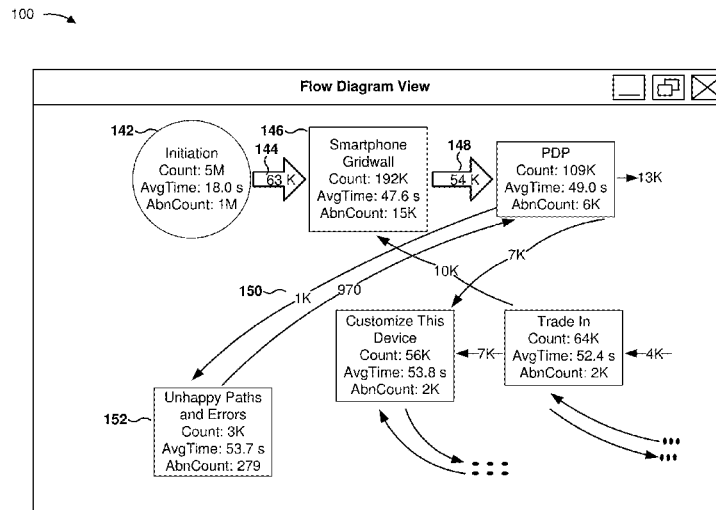 100
Flow Diagram View
142
Initiation
Count: 5M
AvgTime: 18.0 s
AbnCount: 1M
144
63 K
146
Smartphone
Gridwall
Count: 192K
AvgTime: 47.6 s
AbnCount: 15K
148
54 K
PDP
Count: 109K
AvgTime: 49.0 s
AbnCount: 6K
13K
7K
10K
150
1K
970
Customize This
Device
Count: 56K
AvgTime: 53.8 s
AbnCount: 2K
7K
Trade In
Count: 64K
AvgTime: 52.4 s
AbnCount: 2K
4K
152
Unhappy Paths
and Errors
Count: 3K
AvgTime: 53.7 s
AbnCount: 279